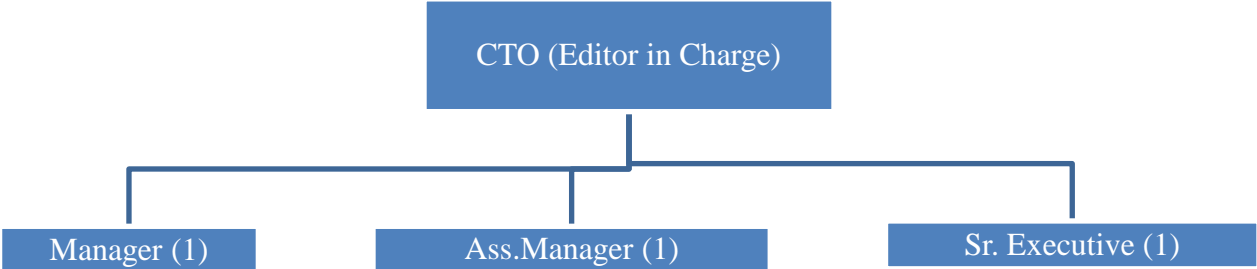 CTO (Editor in Charge)
Manager (1)
Ass.Manager (1)
Sr. Executive (1)